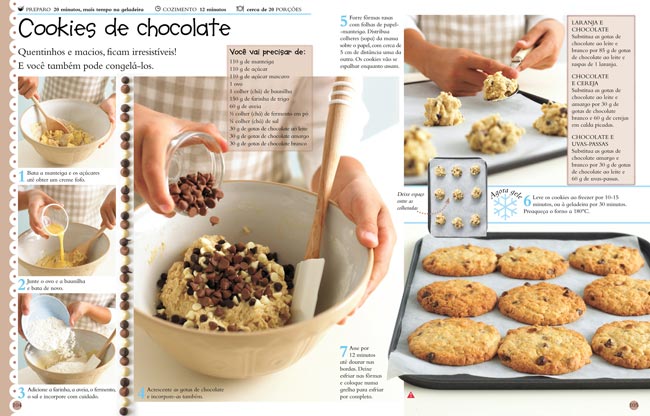 PREPARO 20 minutos, mais tempo na geladeira COZIMENTO 12 minutos cerca de 20 PORÇÕES
Cookies de chocolate
Quentinhos e macios, ficam irresistíveis!
E você também pode congelá-los.
Você vai precisar de:
110 g de manteiga
110 g de açúcar
110 g de açúcar mascavo
1 ovo
1 colher (chá) de baunilha
150 g de farinha de trigo
60 g de aveia
½ colher (chá) de fermento em pó
½ colher (chá) de sal
30 g de gotas de chocolate ao leite
30 g de gotas de chocolate amargo
30 g de gotas de chocolate branco
1 Bata a manteiga e os açúcares
até obter um creme fofo.
2 Junte o ovo e a baunilha
e bata de novo.
3 Adicione a farinha, a aveia, o fermento,
o sal e incorpore com cuidado.
4 Acrescente as gotas de chocolate
e incorpore-as também.
104
5 Forre fôrmas rasas
com folhas de papel-
-manteiga. Distribua
colheres (sopa) da massa
sobre o papel, com cerca de
5 cm de distância uma da
outra. Os cookies vão se
espalhar enquanto assam.
Deixe espaço
entre as
colheradas
Agora gele
6 Leve os cookies ao freezer por 10-15
minutos, ou à geladeira por 30 minutos.
Preaqueça o forno a 180°C.
7 Asse por
12 minutos
até dourar nas
bordas. Deixe
esfriar nas fôrmas
e coloque numa
grelha para esfriar
por completo.
LARANJA E
CHOCOLATE
Substitua as gotas
de chocolate ao leite e
branco por 85 g de gotas
de chocolate ao leite e
raspas de 1 laranja.
CHOCOLATE
E CEREJA
Substitua as gotas
de chocolate ao leite e
amargo por 30 g de
gotas de chocolate
branco e 60 g de cerejas
em calda picadas.
CHOCOLATE E
UVAS-PASSAS
Substitua as gotas de
chocolate amargo e
branco por 30 g de gotas
de chocolate ao leite e
60 g de uvas-passas.
105